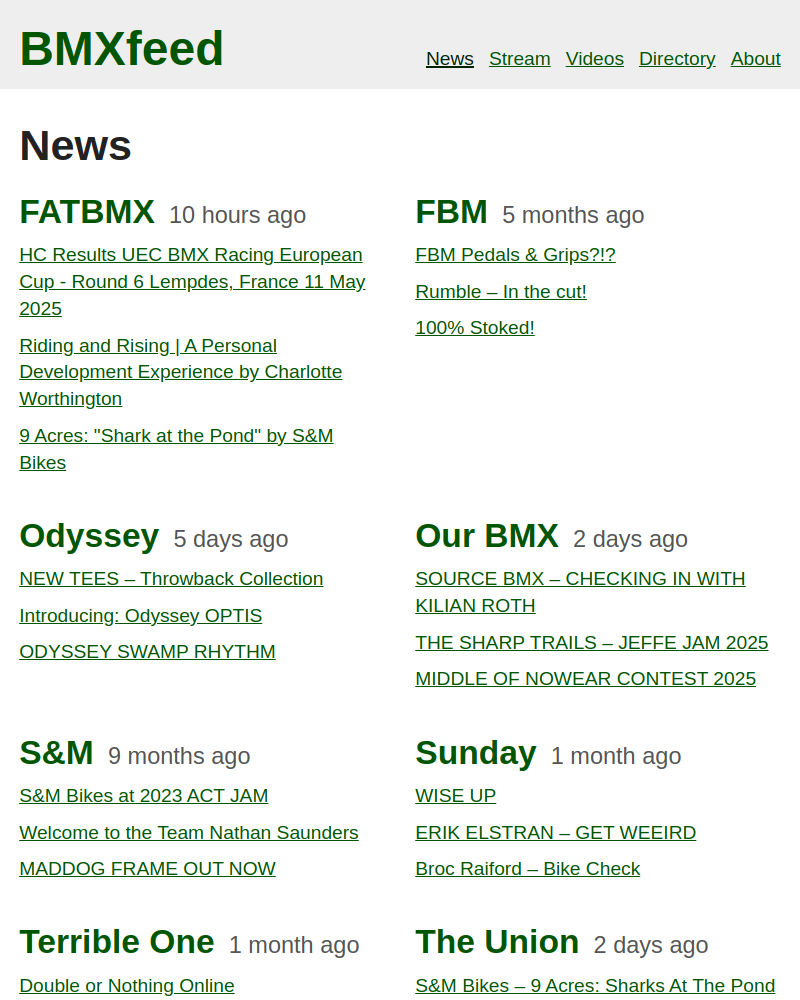 BMXfeed
News Stream Videos Directory About
News
FATBMX 10 hours ago
HC Results UEC BMX Racing European
Cup - Round 6 Lempdes, France 11 May
2025
Riding and Rising | A Personal
Development Experience by Charlotte
Worthington
9 Acres: "Shark at the Pond" by S&M
Bikes
FBM 5 months ago
FBM Pedals & Grips?!?
Rumble – In the cut!
100% Stoked!
Odyssey 5 days ago
NEW TEES – Throwback Collection
Introducing: Odyssey OPTIS
ODYSSEY SWAMP RHYTHM
Our BMX 2 days ago
SOURCE BMX – CHECKING IN WITH
KILIAN ROTH
THE SHARP TRAILS – JEFFE JAM 2025
MIDDLE OF NOWEAR CONTEST 2025
S&M 9 months ago
S&M Bikes at 2023 ACT JAM
Welcome to the Team Nathan Saunders
MADDOG FRAME OUT NOW
Sunday 1 month ago
WISE UP
ERIK ELSTRAN – GET WEEIRD
Broc Raiford – Bike Check
Terrible One 1 month ago
Double or Nothing Online
The Union 2 days ago
S&M Bikes – 9 Acres: Sharks At The Pond